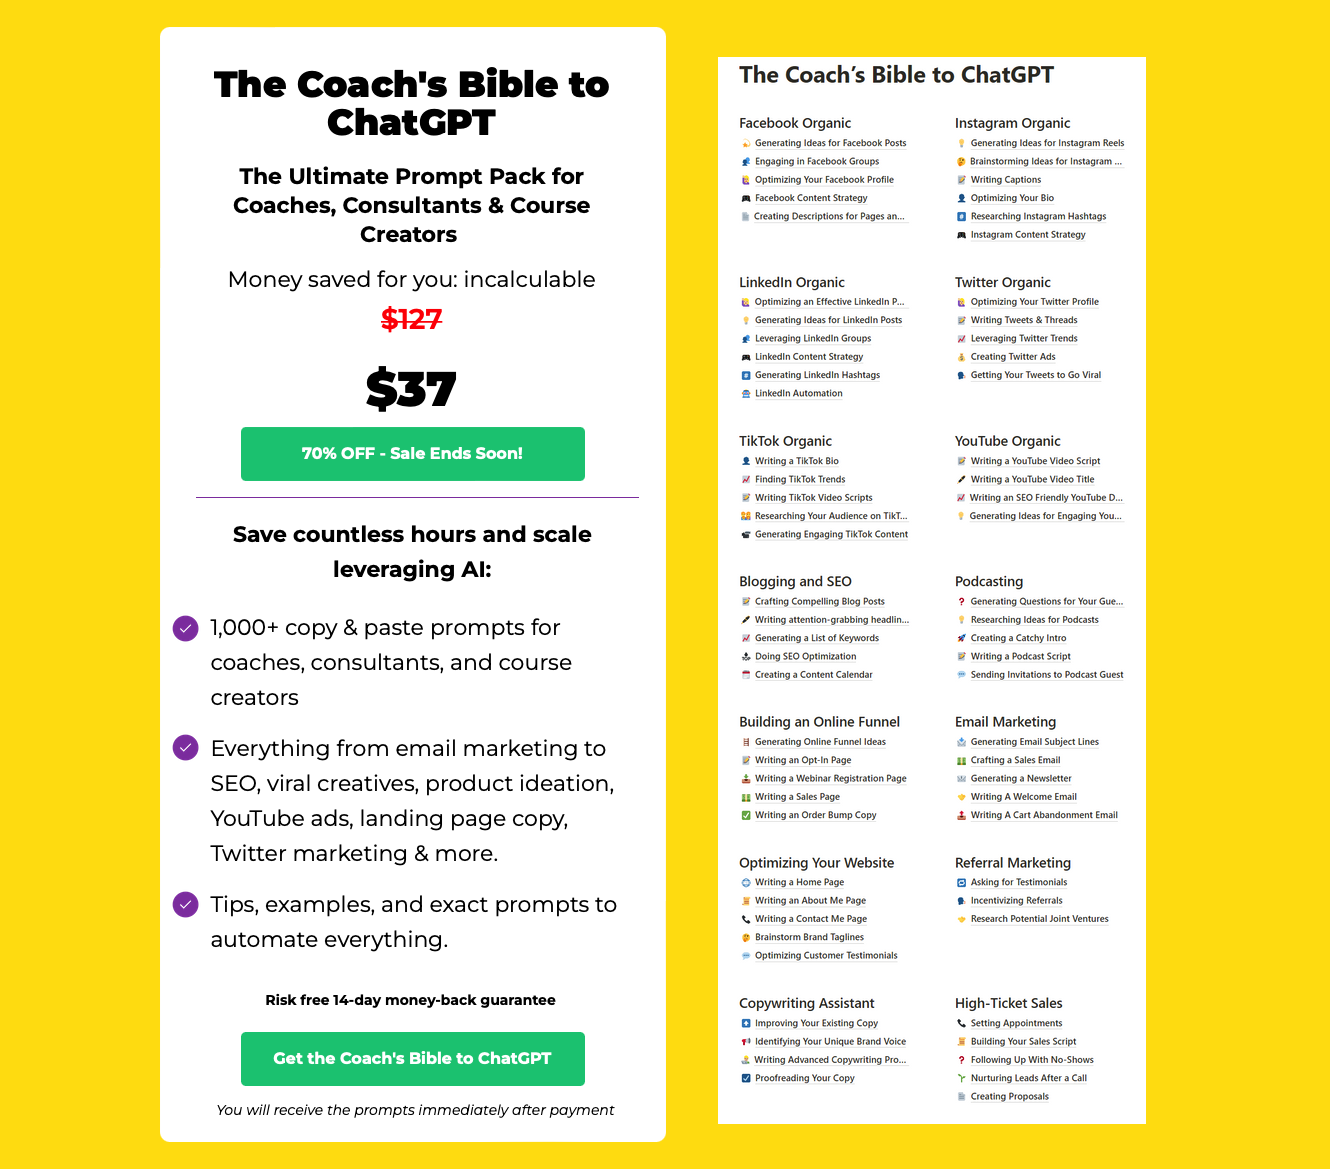 The Coach's Bible to
ChatGPT
The Ultimate Prompt Pack for
Coaches, Consultants & Course
Creators
Money saved for you: incalculable
$127
$37
70% OFF - Sale Ends Soon!
Save countless hours and scale
leveraging AI:
1,000+ copy & paste prompts for
coaches, consultants, and course
creators
Everything from email marketing to
SEO, viral creatives, product ideation,
YouTube ads, landing page copy,
Twitter marketing & more.
Tips, examples, and exact prompts to
automate everything.
Risk free 14-day money-back guarantee
Get the Coach's Bible to ChatGPT
You will receive the prompts immediately after payment
The Coach’s Bible to ChatGPT
Facebook Organic
Generating Ideas for Facebook Posts
Engaging in Facebook Groups
Optimizing Your Facebook Profile
Facebook Content Strategy
Creating Descriptions for Pages an...
Instagram Organic
Generating Ideas for Instagram Reels
Brainstorming Ideas for Instagram ...
Writing Captions
Optimizing Your Bio
Researching Instagram Hashtags
Instagram Content Strategy
LinkedIn Organic
Optimizing an Effective LinkedIn P...
Generating Ideas for LinkedIn Posts
Leveraging LinkedIn Groups
LinkedIn Content Strategy
Generating LinkedIn Hashtags
LinkedIn Automation
Twitter Organic
Optimizing Your Twitter Profile
Writing Tweets & Threads
Leveraging Twitter Trends
Creating Twitter Ads
Getting Your Tweets to Go Viral
TikTok Organic
Writing a TikTok Bio
Finding TikTok Trends
Writing TikTok Video Scripts
Researching Your Audience on TikT...
Generating Engaging TikTok Content
YouTube Organic
Writing a YouTube Video Script
Writing a YouTube Video Title
Writing an SEO Friendly YouTube D...
Generating Ideas for Engaging You...
Blogging and SEO
Crafting Compelling Blog Posts
Writing attention-grabbing headlin...
Generating a List of Keywords
Doing SEO Optimization
Creating a Content Calendar
Podcasting
Generating Questions for Your Gue...
Researching Ideas for Podcasts
Creating a Catchy Intro
Writing a Podcast Script
Sending Invitations to Podcast Guest
Building an Online Funnel
Generating Online Funnel Ideas
Writing an Opt-In Page
Writing a Webinar Registration Page
Writing a Sales Page
Writing an Order Bump Copy
Email Marketing
Generating Email Subject Lines
Crafting a Sales Email
Generating a Newsletter
Writing A Welcome Email
Writing A Cart Abandonment Email
Optimizing Your Website
Writing a Home Page
Writing an About Me Page
Writing a Contact Me Page
Brainstorm Brand Taglines
Optimizing Customer Testimonials
Referral Marketing
Asking for Testimonials
Incentivizing Referrals
Research Potential Joint Ventures
Copywriting Assistant
Improving Your Existing Copy
Identifying Your Unique Brand Voice
Writing Advanced Copywriting Pro...
Proofreading Your Copy
High-Ticket Sales
Setting Appointments
Building Your Sales Script
Following Up With No-Shows
Nurturing Leads After a Call
Creating Proposals